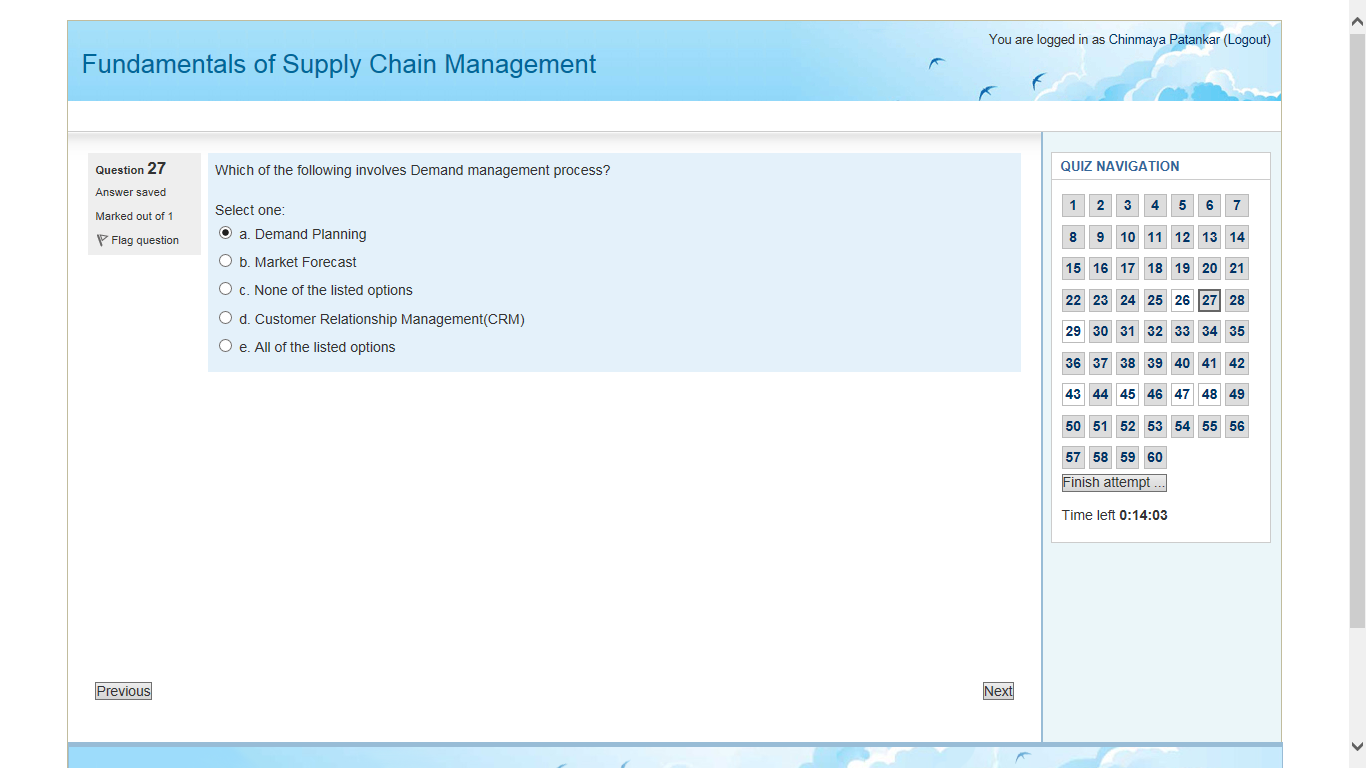 You are logged in as Chinmaya Patankar (Logout)
Fundamentals of Supply Chain Management
Question 27
Answer saved
Marked out of 1
Flag question
Which of the following involves Demand management process?
Select one:
a. Demand Planning
b. Market Forecast
c. None of the listed options
d. Customer Relationship Management(CRM)
e. All of the listed options
Previous
Next
QUIZ NAVIGATION
1 2 3 4 5 6 7
8 9 10 11 12 13 14
15 16 17 18 19 20 21
22 23 24 25 26 27 28
29 30 31 32 33 34 35
36 37 38 39 40 41 42
43 44 45 46 47 48 49
50 51 52 53 54 55 56
57 58 59 60
Finish attempt ...
Time left 0:14:03